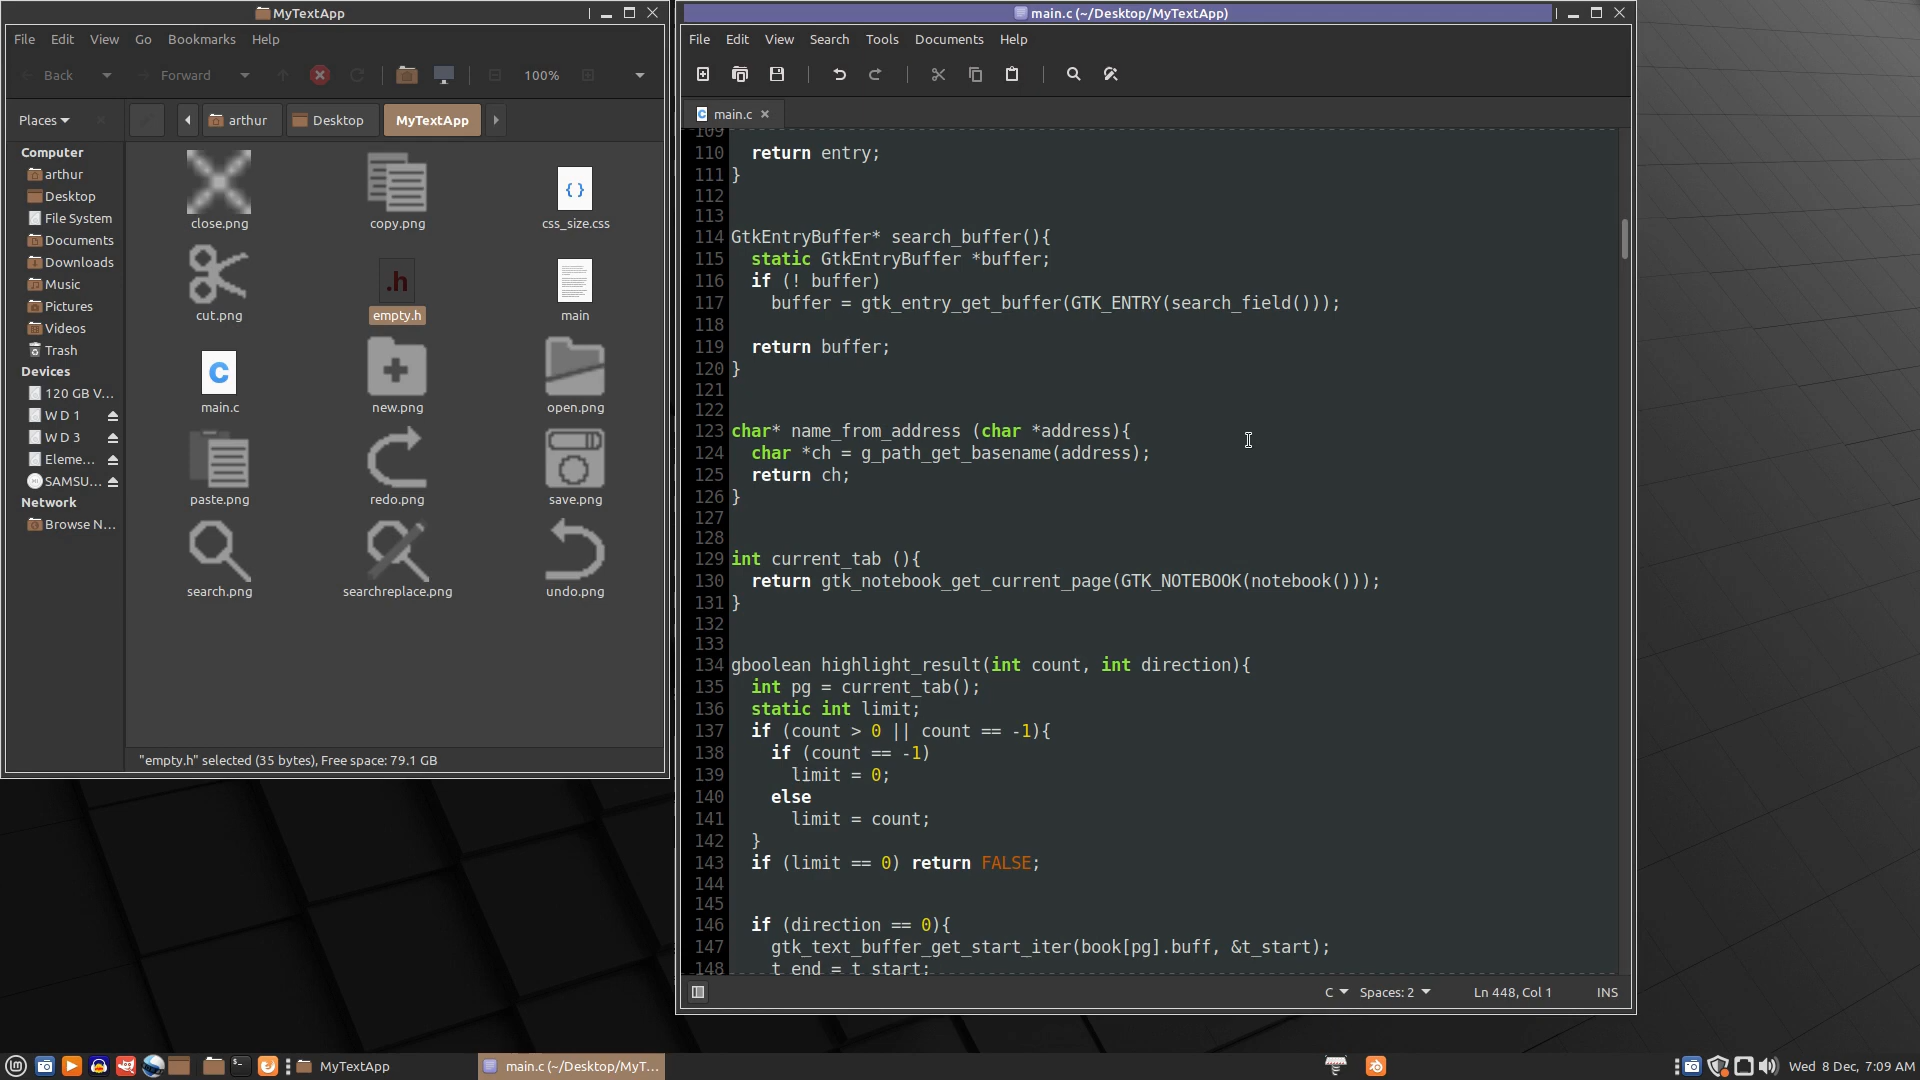 MyTextApp
File Edit View Go Bookmarks Help
Back Forward 100%
Places arthur Desktop MyTextApp
Computer
arthur
Desktop
File System
Documents
Downloads
Music
Pictures
Videos
Trash
Devices
120 GB V...
W D 1
W D 3
Eleme...
SAMSU...
Network
Browse N...
close.png copy.png css_size.css
cut.png empty.h main
main.c new.png open.png
paste.png redo.png save.png
search.png searchreplace.png undo.png
"empty.h" selected (35 bytes), Free space: 79.1 GB
main.c (~/Desktop/MyTextApp)
File Edit View Search Tools Documents Help
main.c
109
110 return entry;
111 }
112
113
114 GtkEntryBuffer* search_buffer(){
115 static GtkEntryBuffer *buffer;
116 if (! buffer)
117 buffer = gtk_entry_get_buffer(GTK_ENTRY(search_field()));
118
119 return buffer;
120 }
121
122
123 char* name_from_address (char *address){
124 char *ch = g_path_get_basename(address);
125 return ch;
126 }
127
128
129 int current_tab (){
130 return gtk_notebook_get_current_page(GTK_NOTEBOOK(notebook()));
131 }
132
133
134 gboolean highlight_result(int count, int direction){
135 int pg = current_tab();
136 static int limit;
137 if (count > 0 || count == -1){
138 if (count == -1)
139 limit = 0;
140 else
141 limit = count;
142 }
143 if (limit == 0) return FALSE;
144
145
146 if (direction == 0){
147 gtk_text_buffer_get_start_iter(book[pg].buff, &t_start);
148 t_end = t_start;
C Spaces: 2 Ln 448, Col 1 INS
MyTextApp main.c (~/Desktop/MyT... Wed 8 Dec, 7:09 AM